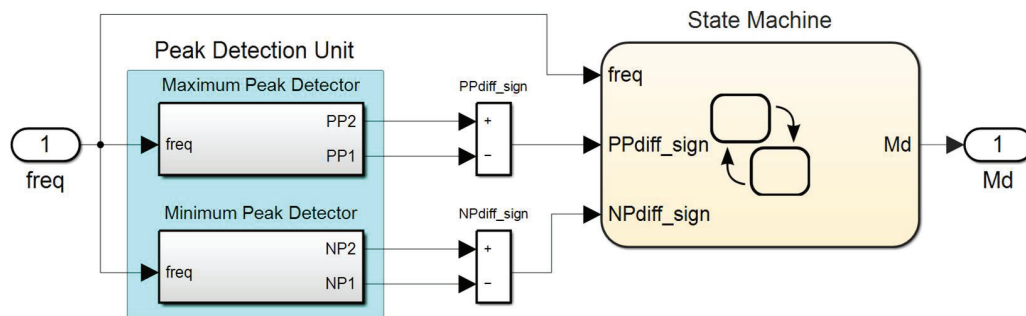 State Machine
Peak Detection Unit
Maximum Peak Detector
PPdiff_sign
freq
PP2
+
freq
PP1
−
PPdiff_sign
Md
1
freq
1
Md
Minimum Peak Detector
NPdiff_sign
NPdiff_sign
NP2
+
freq
NP1
−